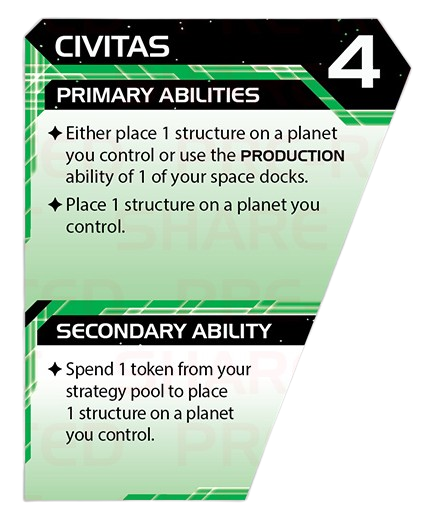 CIVITAS
4
PRIMARY ABILITIES
✦ Either place 1 structure on a planet
you control or use the PRODUCTION
ability of 1 of your space docks.
✦ Place 1 structure on a planet you
control.
SECONDARY ABILITY
✦ Spend 1 token from your
strategy pool to place
1 structure on a planet
you control.